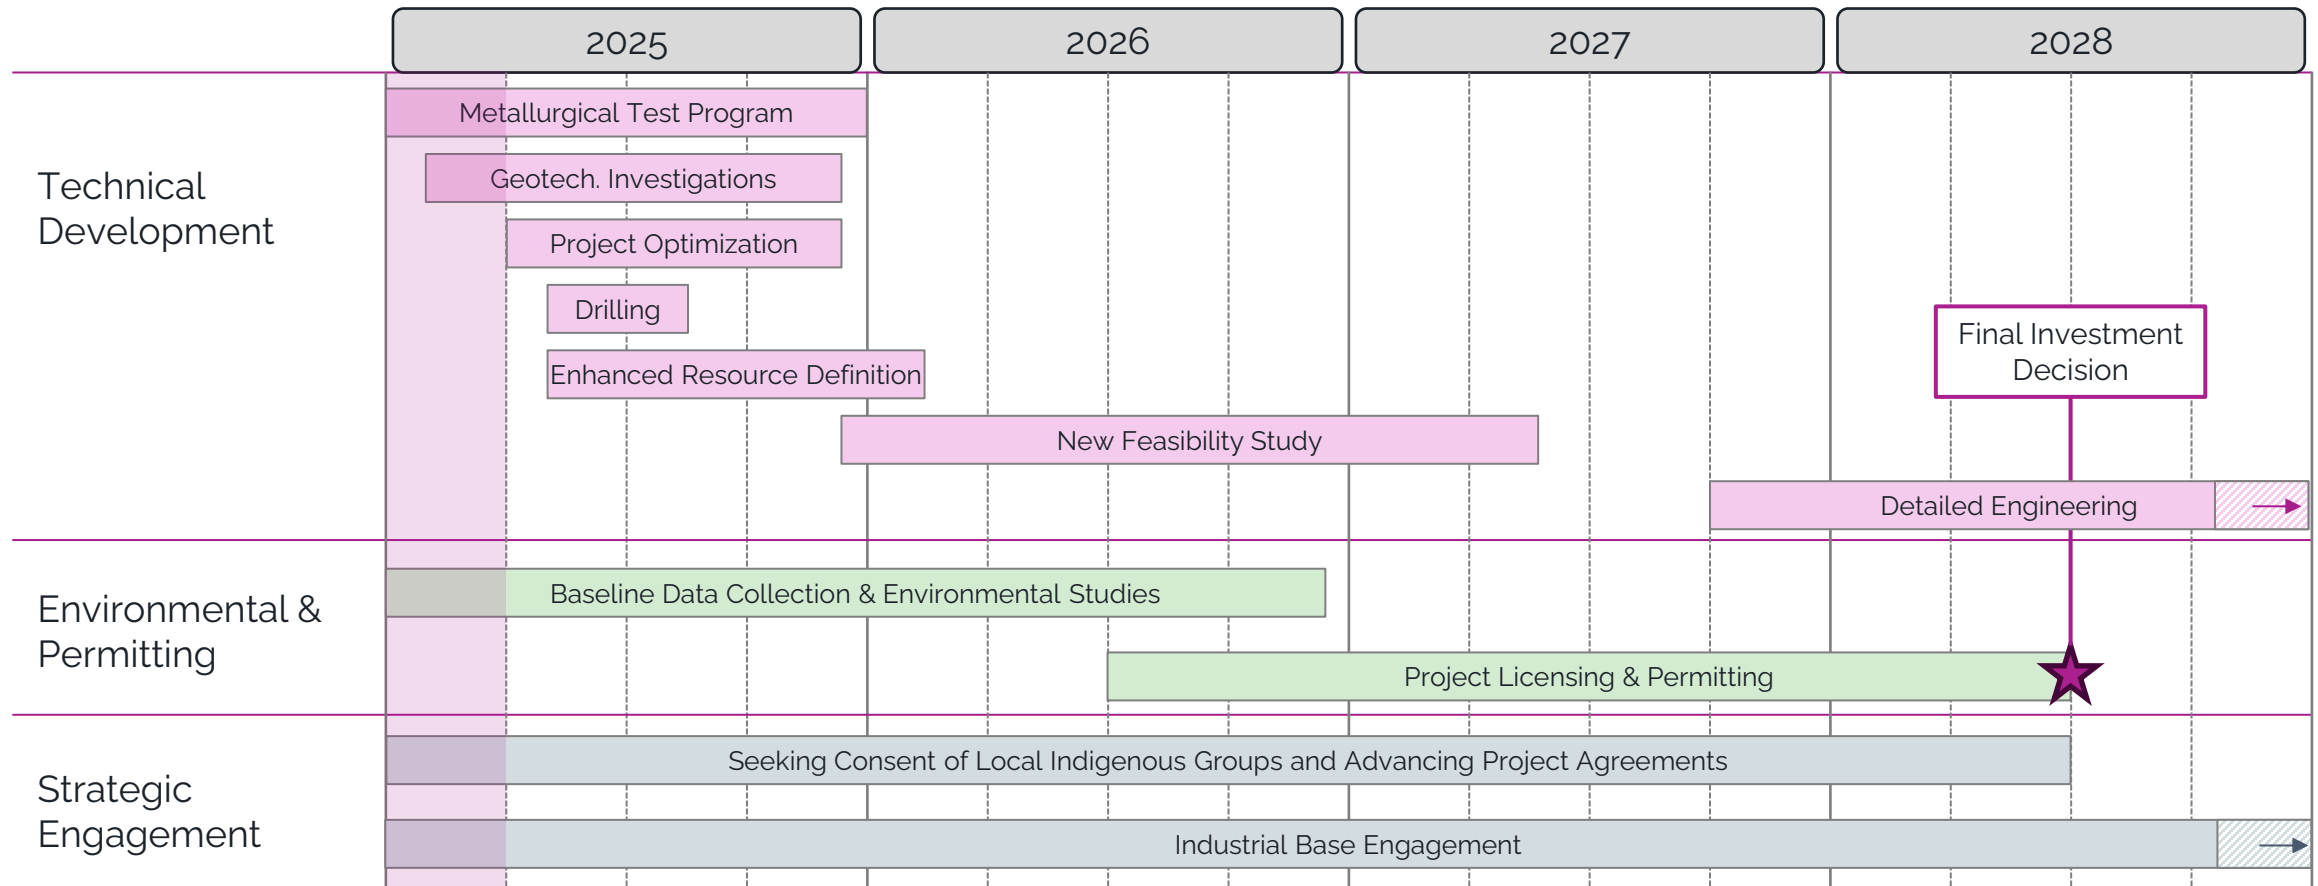 2025
2026
2027
2028
Technical
Development
Metallurgical Test Program
Geotech. Investigations
Project Optimization
Drilling
Enhanced Resource Definition
New Feasibility Study
Detailed Engineering
Final Investment
Decision
Environmental &
Permitting
Baseline Data Collection & Environmental Studies
Project Licensing & Permitting
Strategic
Engagement
Seeking Consent of Local Indigenous Groups and Advancing Project Agreements
Industrial Base Engagement